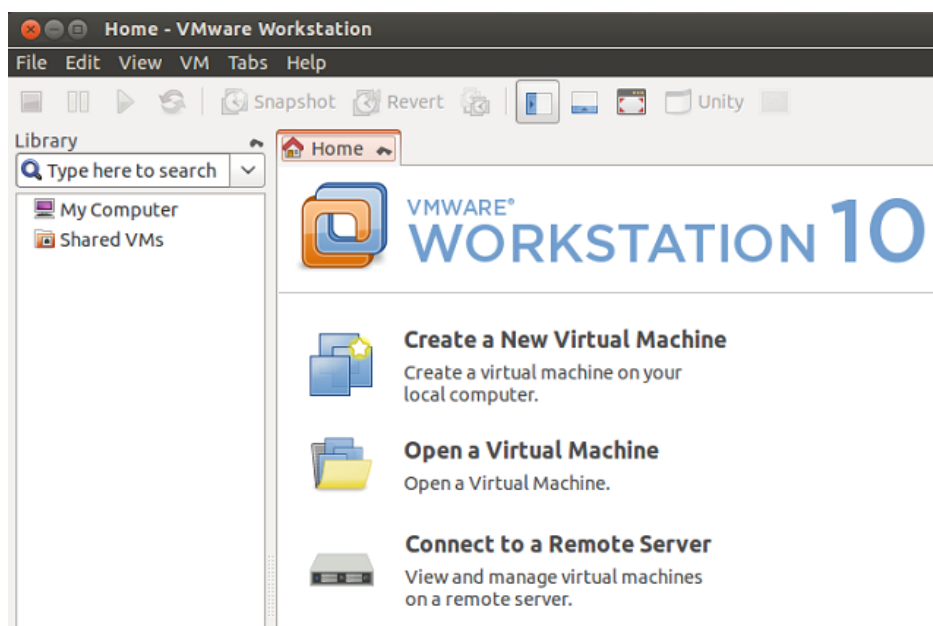 Home - VMware Workstation
File Edit View VM Tabs Help
Snapshot Revert Unity
Library
Type here to search
My Computer
Shared VMs
Home
VMWARE®
WORKSTATION 10
Create a New Virtual Machine
Create a virtual machine on your
local computer.
Open a Virtual Machine
Open a Virtual Machine.
Connect to a Remote Server
View and manage virtual machines
on a remote server.